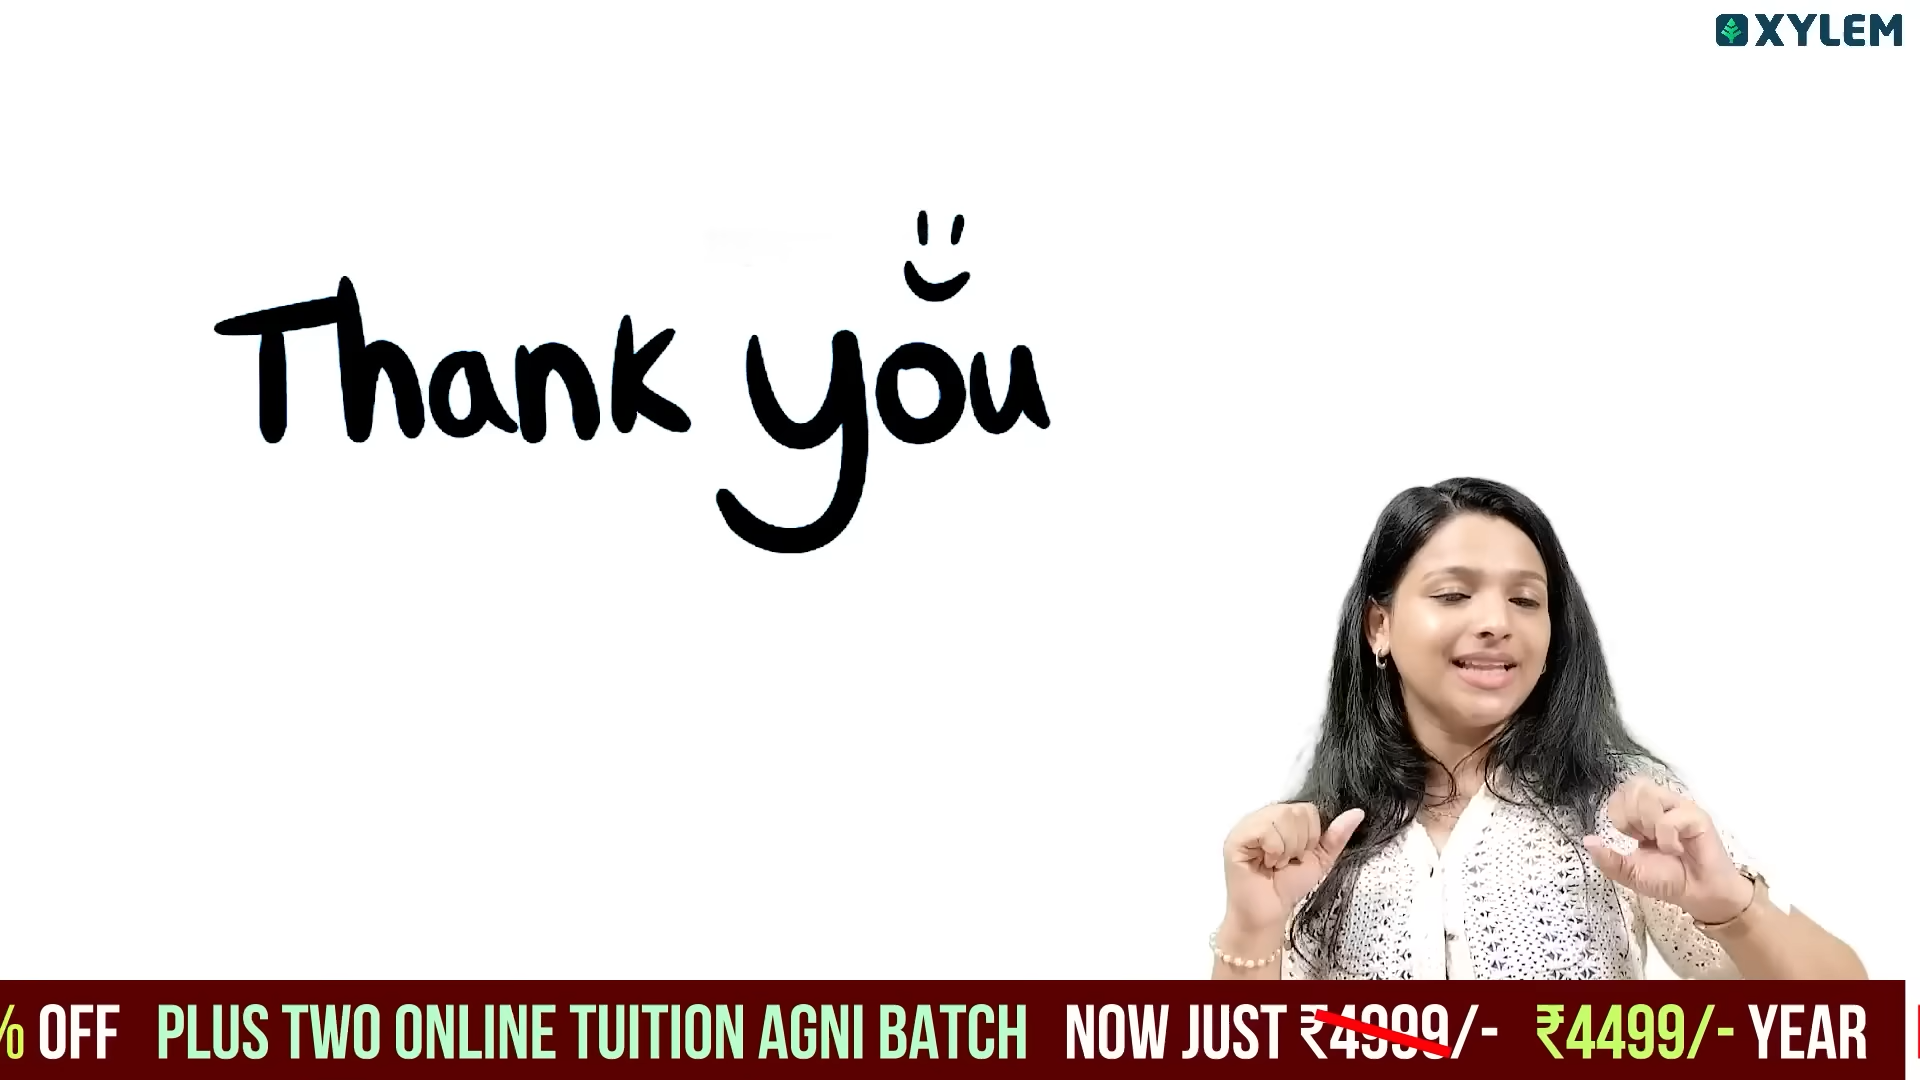 XYLEM
Thank you
% OFF PLUS TWO ONLINE TUITION AGNI BATCH NOW JUST ₹4999/- ₹4499/- YEAR